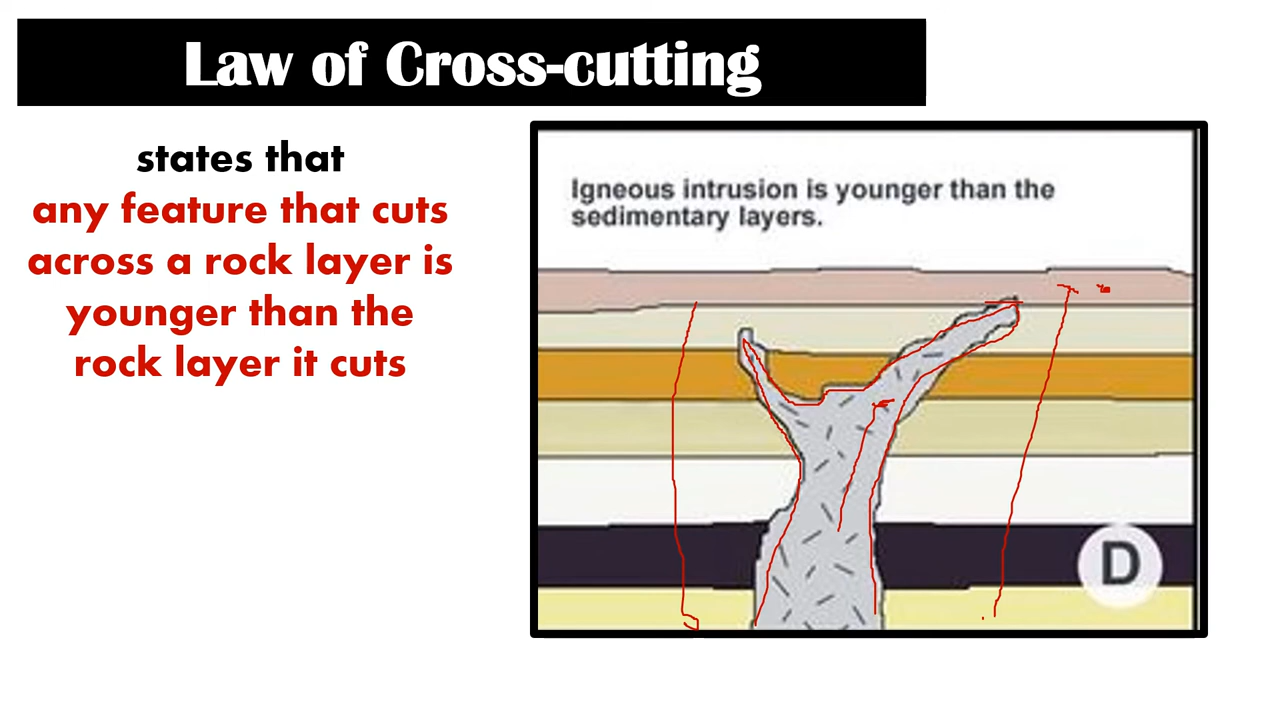 Law of Cross-cutting
states that
any feature that cuts
across a rock layer is
younger than the
rock layer it cuts
Igneous intrusion is younger than the
sedimentary layers.
D